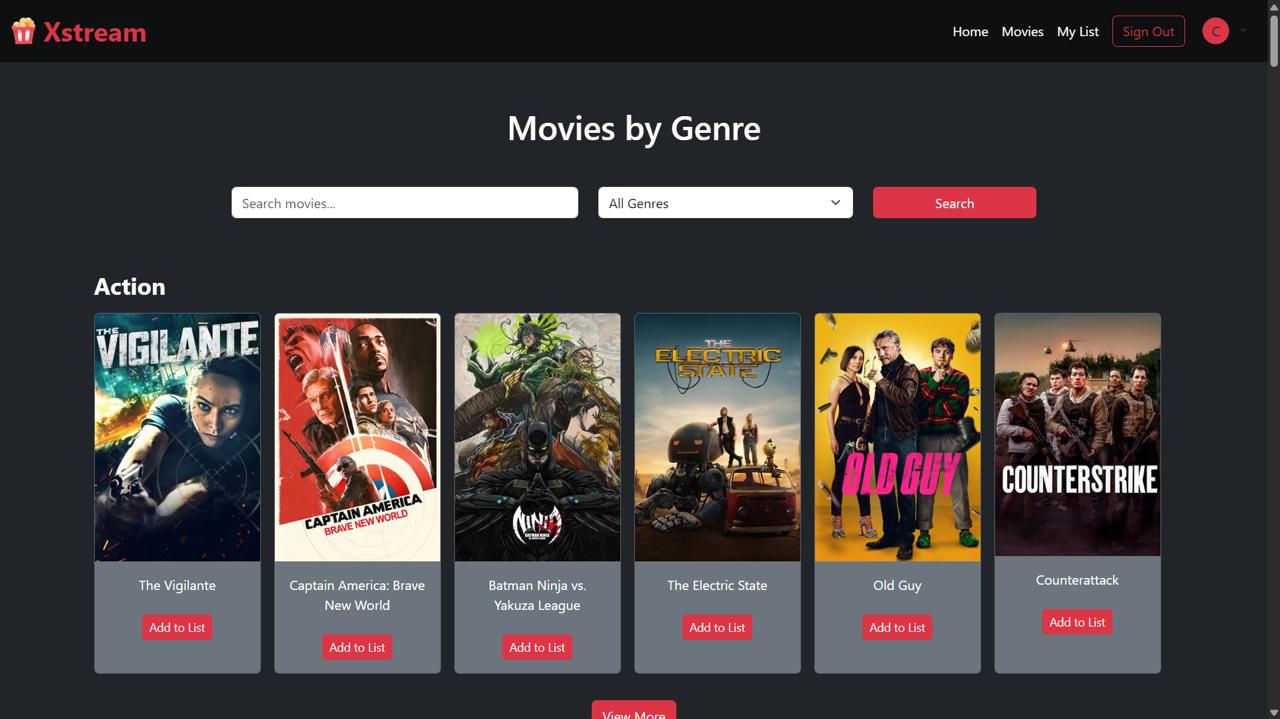 Xstream
Home
Movies
My List
Sign Out
C
Movies by Genre
Search movies...
All Genres
Search
Action
THE
VIGILANTE
CAPTAIN AMERICA
BRAVE NEW WORLD
NINJA
THE
ELECTRIC
STATE
OLD GUY
COUNTERSTRIKE
The Vigilante
Captain America: Brave
New World
Batman Ninja vs.
Yakuza League
The Electric State
Old Guy
Counterattack
Add to List
Add to List
Add to List
Add to List
Add to List
Add to List
View More